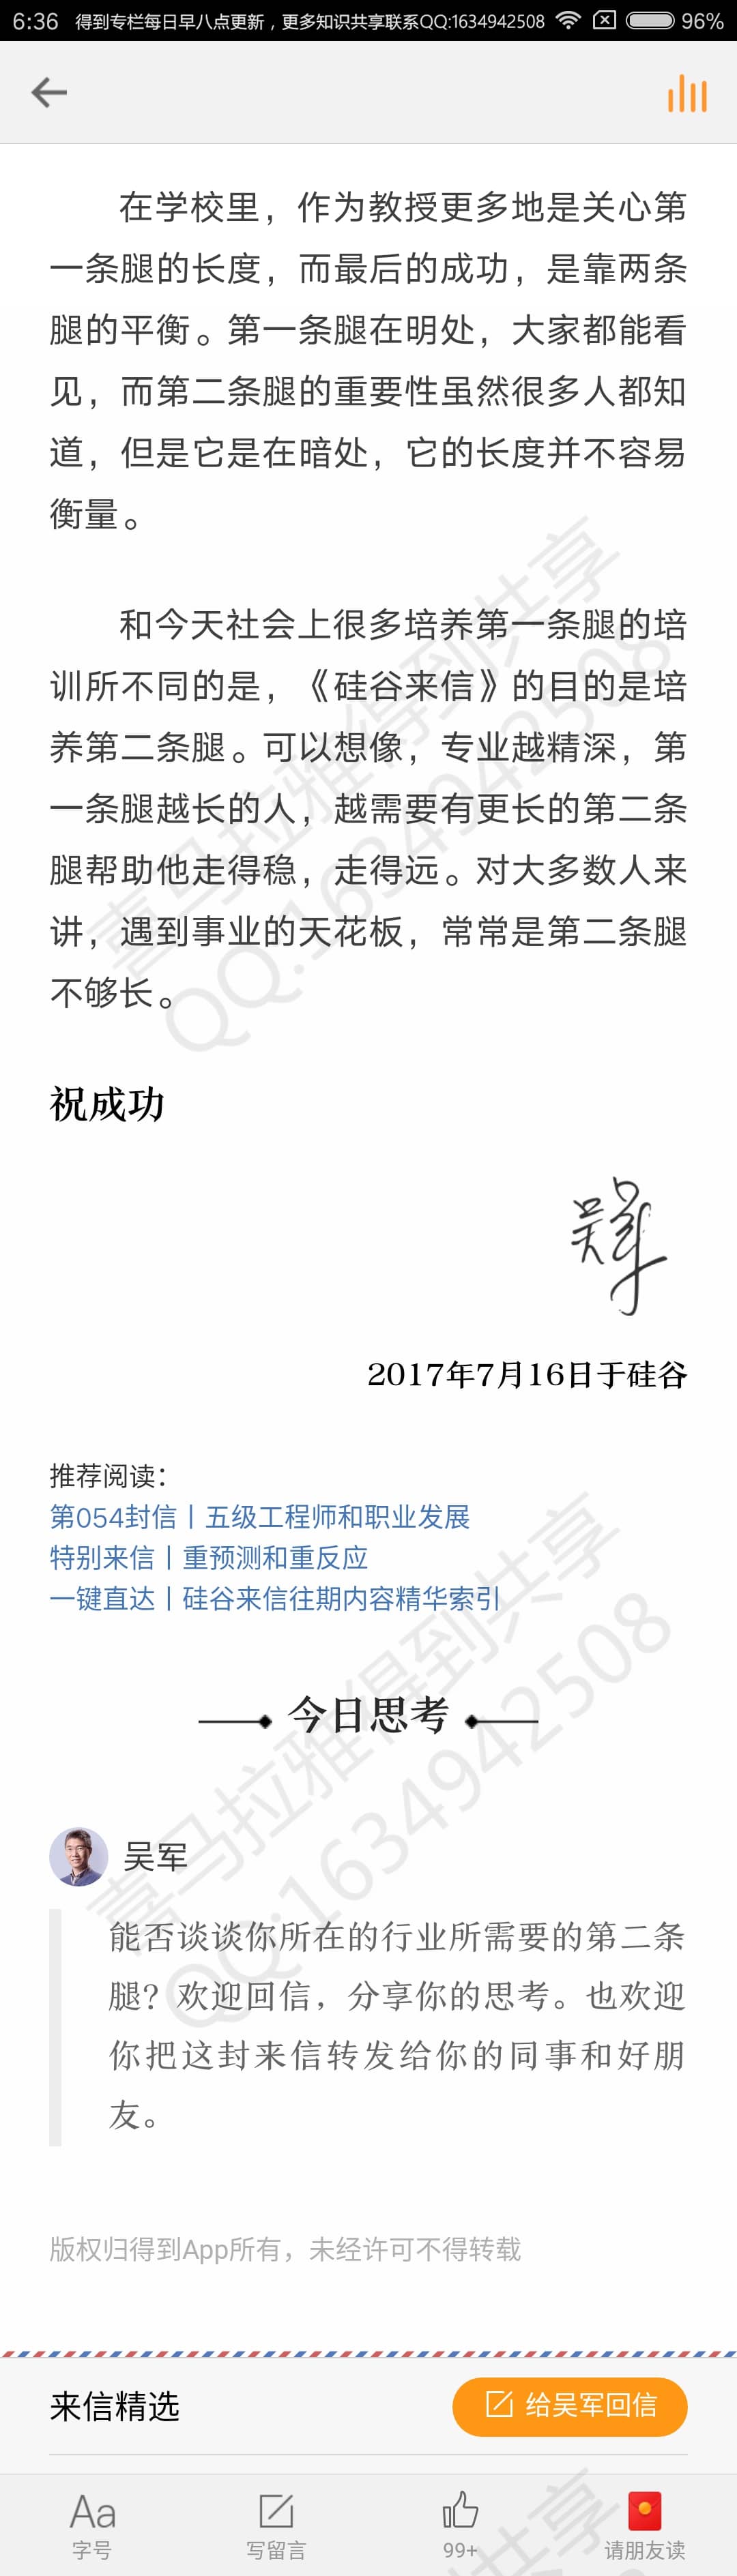 6:36 得到专栏每日早八点更新，更多知识共享联系QQ:1634942508 96%
在学校里，作为教授更多地是关心第
一条腿的长度，而最后的成功，是靠两条
腿的平衡。第一条腿在明处，大家都能看
见，而第二条腿的重要性虽然很多人都知
道，但是它是在暗处，它的长度并不容易
衡量。
和今天社会上很多培养第一条腿的培
训所不同的是，《硅谷来信》的目的是培
养第二条腿。可以想像，专业越精深，第
一条腿越长的人，越需要有更长的第二条
腿帮助他走得稳，走得远。对大多数人来
讲，遇到事业的天花板，常常是第二条腿
不够长。
喜马拉雅得到共享
QQ:1634942508
祝成功
吴军
2017年7月16日于硅谷
推荐阅读：
第054封信丨五级工程师和职业发展
特别来信丨重预测和重反应
一键直达丨硅谷来信往期内容精华索引
喜马拉雅得到共享
QQ:1634942508
今日思考
吴军
能否谈谈你所在的行业所需要的第二条
腿？欢迎回信，分享你的思考。也欢迎
你把这封来信转发给你的同事和好朋
友。
版权归得到App所有，未经许可不得转载
来信精选
给吴军回信
Aa
字号
写留言
99+
请朋友读
共享